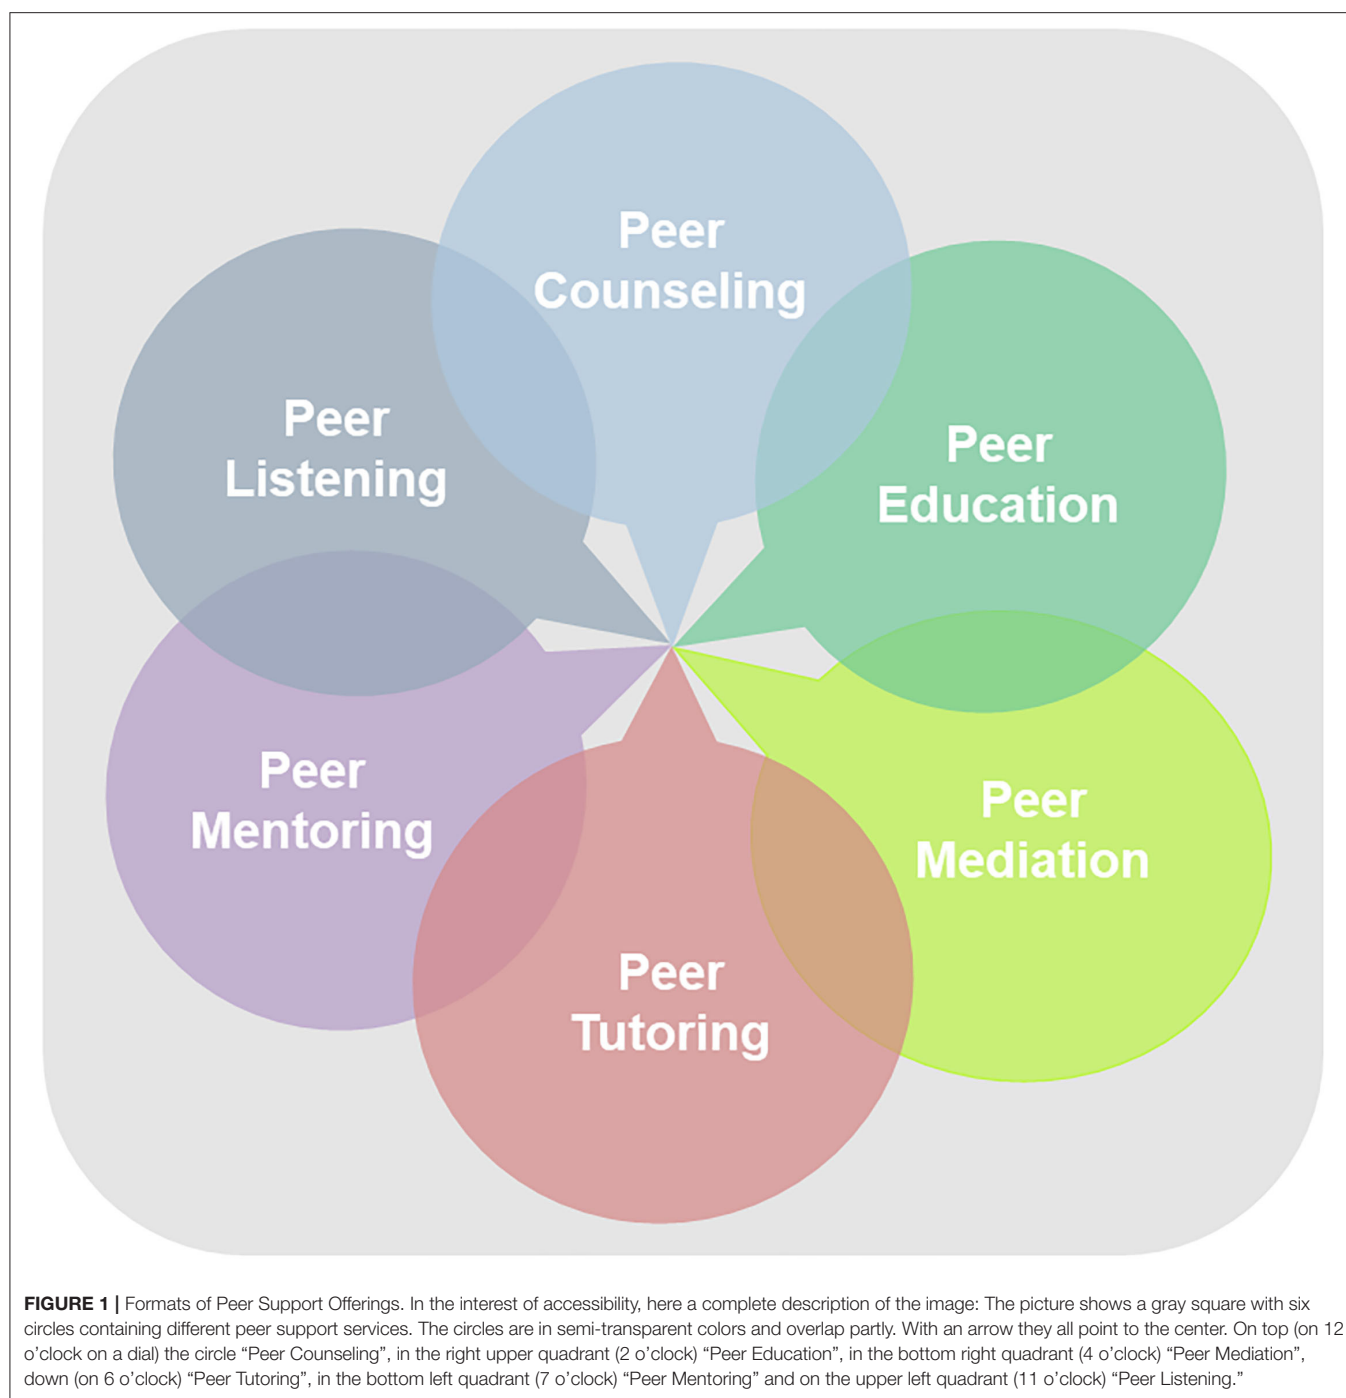 Peer
Counseling
Peer
Listening
Peer
Education
Peer
Mentoring
Peer
Mediation
Peer
Tutoring
FIGURE 1 | Formats of Peer Support Offerings. In the interest of accessibility, here a complete description of the image: The picture shows a gray square with six
circles containing different peer support services. The circles are in semi-transparent colors and overlap partly. With an arrow they all point to the center. On top (on 12
o’clock on a dial) the circle “Peer Counseling”, in the right upper quadrant (2 o’clock) “Peer Education”, in the bottom right quadrant (4 o’clock) “Peer Mediation”,
down (on 6 o’clock) “Peer Tutoring”, in the bottom left quadrant (7 o’clock) “Peer Mentoring” and on the upper left quadrant (11 o’clock) “Peer Listening.”